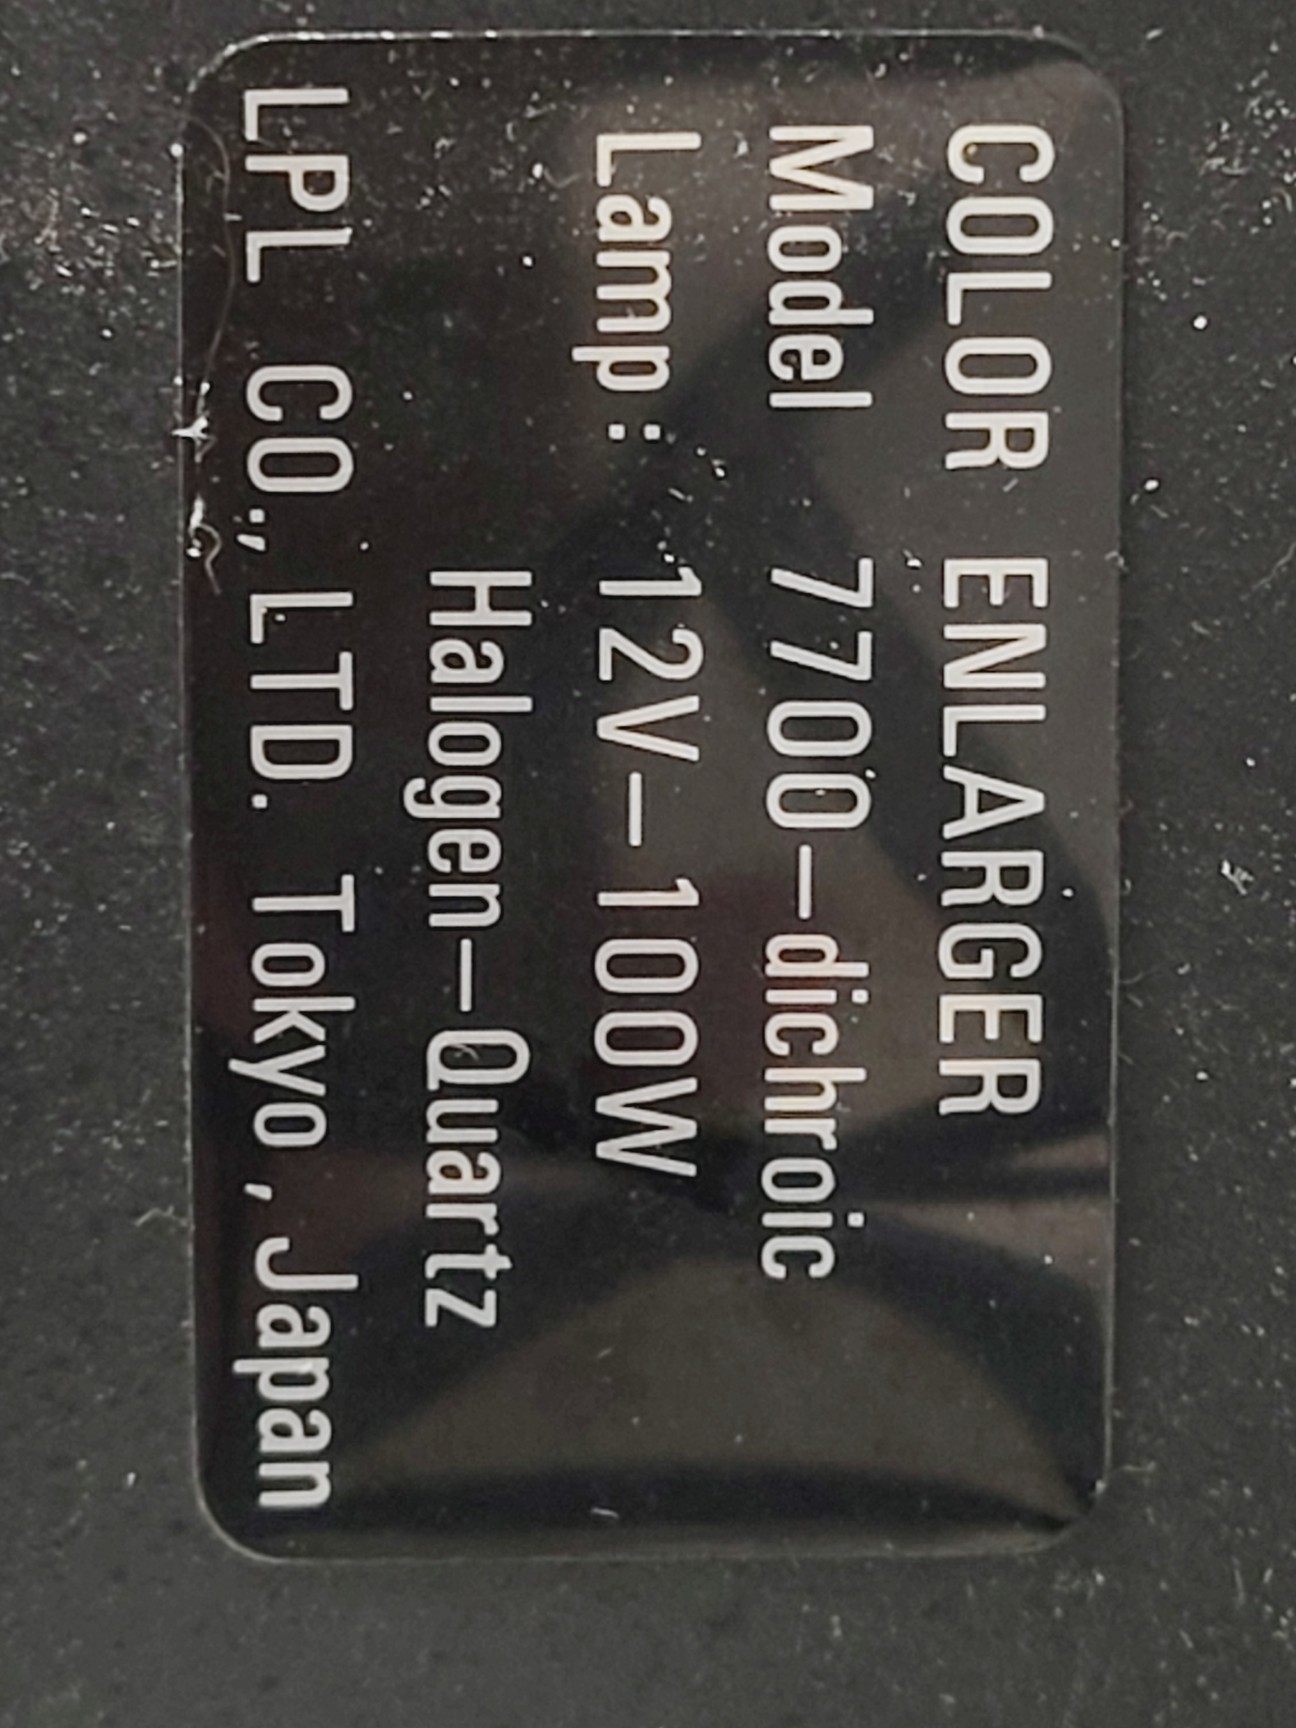 COLOR ENLARGER
Model 7700-dichroic
Lamp: 12V-100W
Halogen-Quartz
LPL CO., LTD. Tokyo, Japan